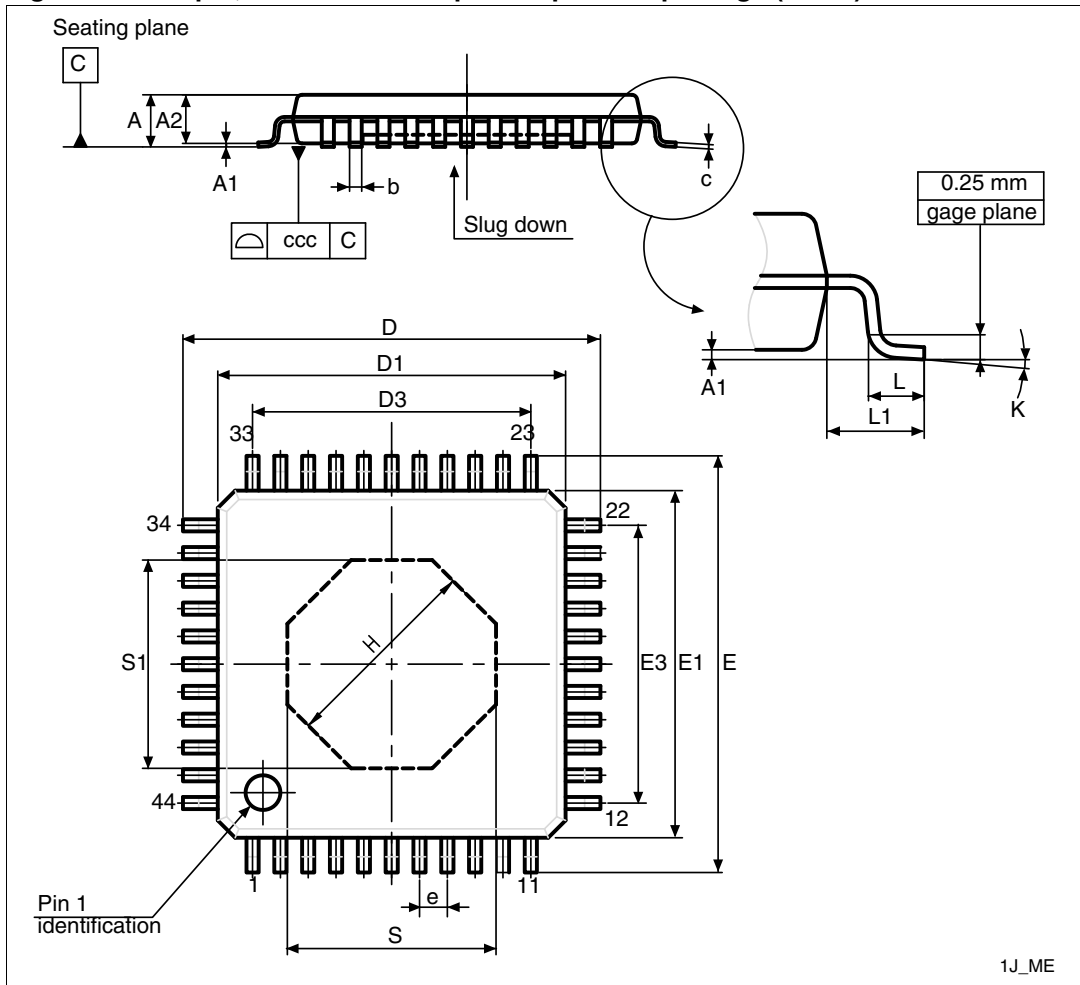 Seating plane
C
A
A2
A1
b
c
ccc
C
Slug down
0.25 mm
gage plane
A1
L
L1
K
D
D1
D3
33
23
34
22
S1
H
E3
E1
E
44
12
1
11
e
S
Pin 1
identification
1J_ME